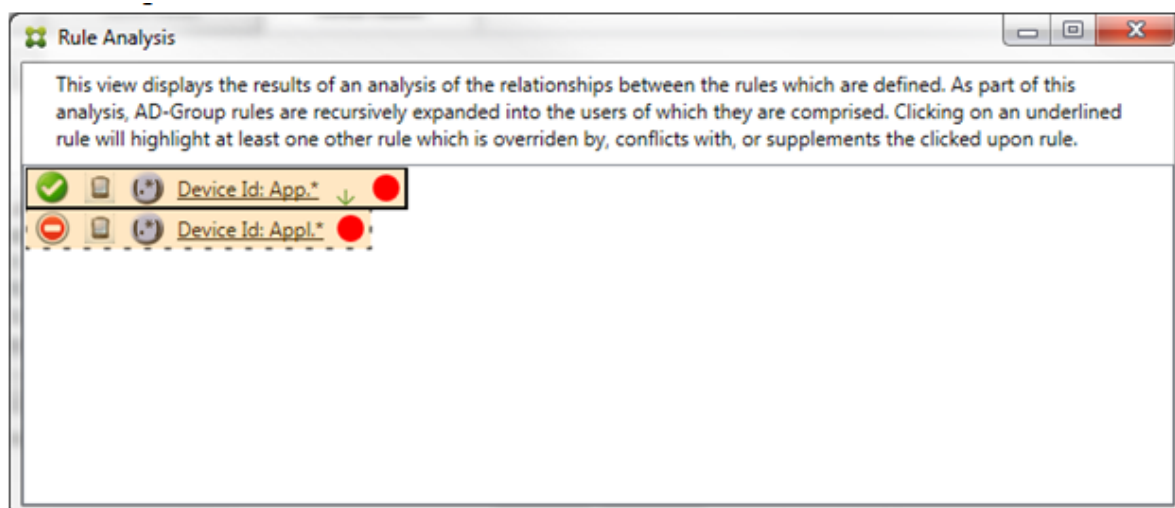 Rule Analysis
This view displays the results of an analysis of the relationships between the rules which are defined. As part of this
analysis, AD-Group rules are recursively expanded into the users of which they are comprised. Clicking on an underlined
rule will highlight at least one other rule which is overriden by, conflicts with, or supplements the clicked upon rule.
(.*) Device Id: App.*
(.*) Device Id: Appl.*